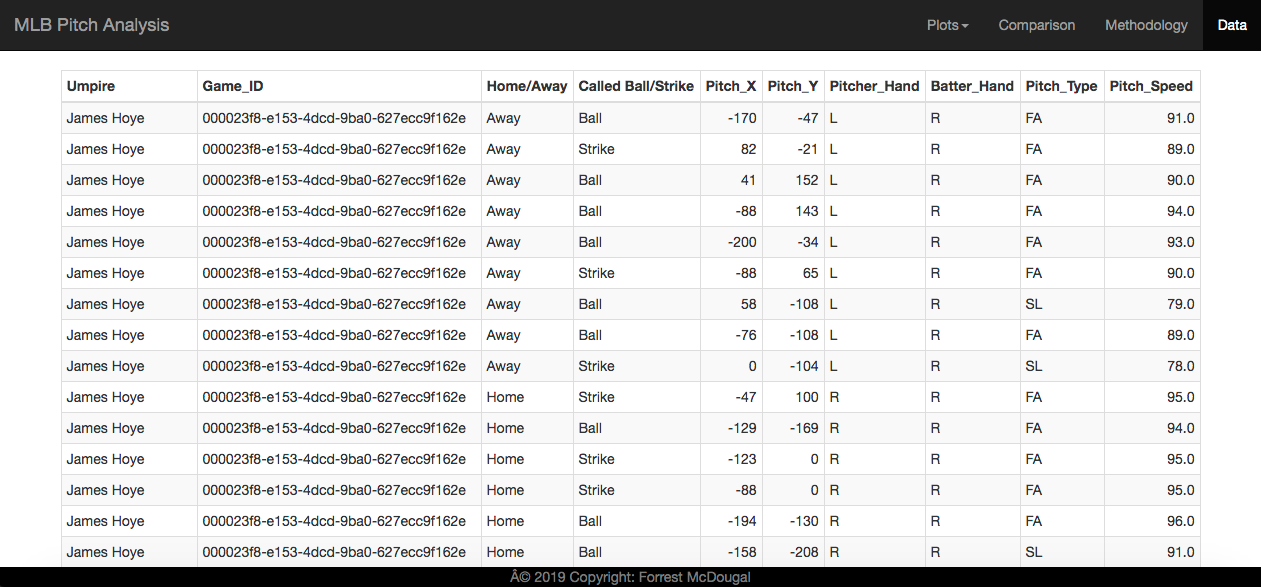 MLB Pitch Analysis Plots Comparison Methodology Data
Umpire Game_ID Home/Away Called Ball/Strike Pitch_X Pitch_Y Pitcher_Hand Batter_Hand Pitch_Type Pitch_Speed
James Hoye 000023f8-e153-4dcd-9ba0-627ecc9f162e Away Ball -170 -47 L R FA 91.0
James Hoye 000023f8-e153-4dcd-9ba0-627ecc9f162e Away Strike 82 -21 L R FA 89.0
James Hoye 000023f8-e153-4dcd-9ba0-627ecc9f162e Away Ball 41 152 L R FA 90.0
James Hoye 000023f8-e153-4dcd-9ba0-627ecc9f162e Away Ball -88 143 L R FA 94.0
James Hoye 000023f8-e153-4dcd-9ba0-627ecc9f162e Away Ball -200 -34 L R FA 93.0
James Hoye 000023f8-e153-4dcd-9ba0-627ecc9f162e Away Strike -88 65 L R FA 90.0
James Hoye 000023f8-e153-4dcd-9ba0-627ecc9f162e Away Ball 58 -108 L R SL 79.0
James Hoye 000023f8-e153-4dcd-9ba0-627ecc9f162e Away Ball -76 -108 L R FA 89.0
James Hoye 000023f8-e153-4dcd-9ba0-627ecc9f162e Away Strike 0 -104 L R SL 78.0
James Hoye 000023f8-e153-4dcd-9ba0-627ecc9f162e Home Strike -47 100 R R FA 95.0
James Hoye 000023f8-e153-4dcd-9ba0-627ecc9f162e Home Ball -129 -169 R R FA 94.0
James Hoye 000023f8-e153-4dcd-9ba0-627ecc9f162e Home Strike -123 0 R R FA 95.0
James Hoye 000023f8-e153-4dcd-9ba0-627ecc9f162e Home Strike -88 0 R R FA 95.0
James Hoye 000023f8-e153-4dcd-9ba0-627ecc9f162e Home Ball -194 -130 R R FA 96.0
James Hoye 000023f8-e153-4dcd-9ba0-627ecc9f162e Home Ball -158 -208 R R SL 91.0
Â© 2019 Copyright: Forrest McDougal